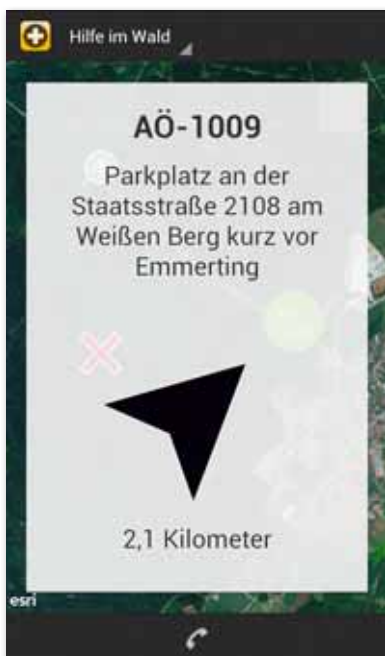 Hilfe im Wald
AÖ-1009
Parkplatz an der
Staatsstraße 2108 am
Weißen Berg kurz vor
Emmerting
2,1 Kilometer
esri